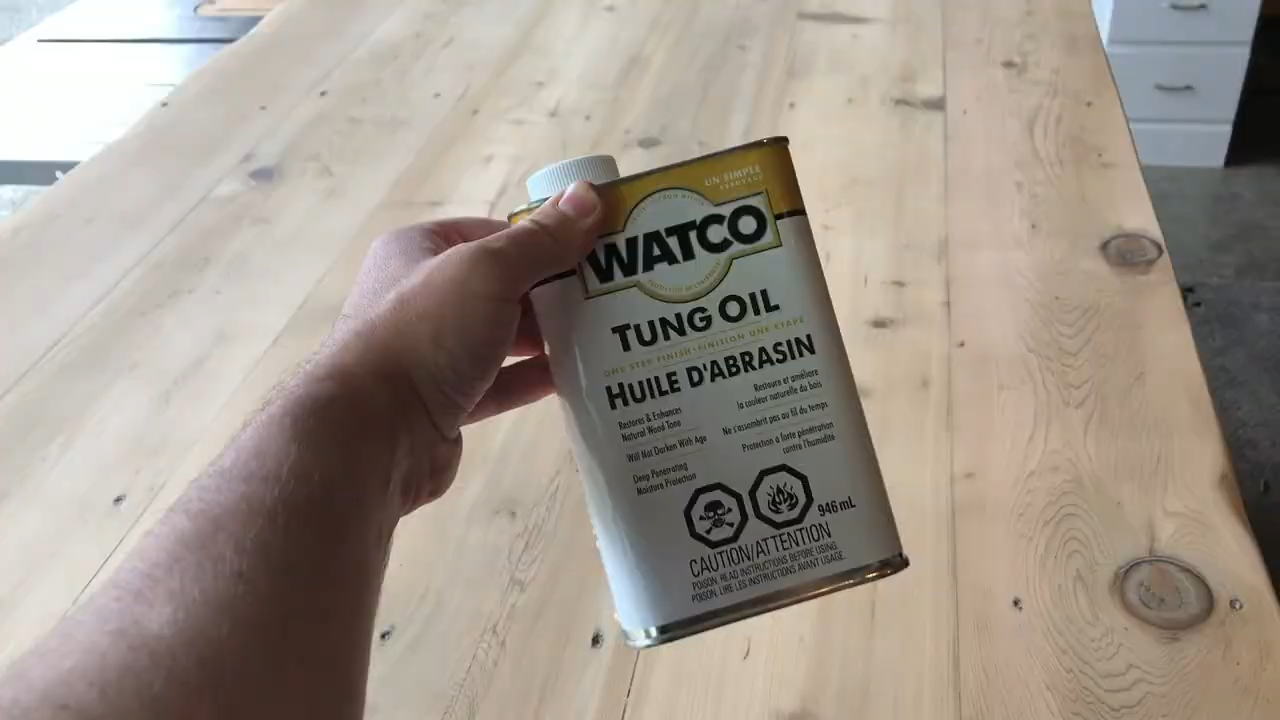 UN SIMPLE
ESSUYAGE
WATCO
TUNG OIL
ONE STEP FINISH • FINITION UNE ÉTAPE
HUILE D'ABRASIN
Restores & Enhances
Natural Wood Tone
Will Not Darken With Age
Deep Penetrating
Moisture Protection
Restaure et améliore
la couleur naturelle du bois
Ne s'assombrit pas au fil du temps
Protection à forte pénétration
contre l'humidité
946 mL
CAUTION/ATTENTION
POISON. READ INSTRUCTIONS BEFORE USING.
POISON. LIRE LES INSTRUCTIONS AVANT USAGE.